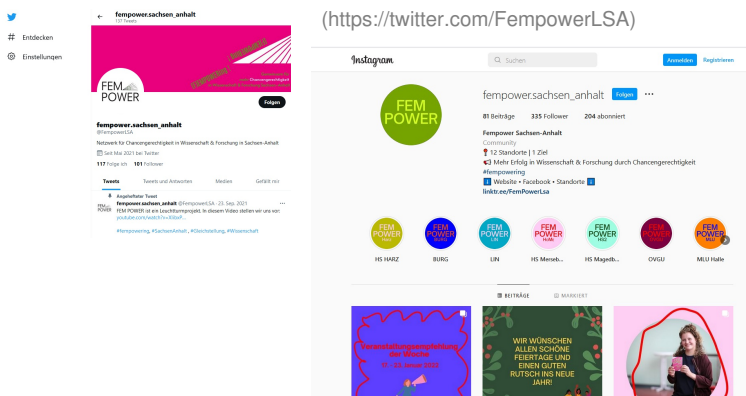 (https://twitter.com/FempowerLSA)
fempower.sachsen_anhalt
137 Tweets
Entdecken
Einstellungen
FEM
POWER
Folgen
fempower.sachsen_anhalt
@FempowerLSA
Netzwerk für Chancengerechtigkeit in Wissenschaft & Forschung in Sachsen-Anhalt
Seit Mai 2021 bei Twitter
117 Folge ich 101 Follower
Tweets Tweets und Antworten Medien Gefällt mir
Angehefteter Tweet
fempower.sachsen_anhalt @FempowerLSA · 23. Sep. 2021
FEM POWER ist ein Leuchtturmprojekt. In diesem Video stellen wir uns vor:
#fempowering, #SachsenAnhalt, #Gleichstellung, #Wissenschaft
Instagram
Suchen
Anmelden Registrieren
FEM
POWER
fempower.sachsen_anhalt Folgen
81 Beiträge 335 Follower 204 abonniert
Fempower Sachsen-Anhalt
Community
12 Standorte | 1 Ziel
Mehr Erfolg in Wissenschaft & Forschung durch Chancengerechtigkeit
#fempowering
Website • Facebook • Standorte
linktr.ee/FemPowerLsa
HS HARZ BURG LIN HS Merseb... HS Magedb... OVGU MLU Halle
BEITRÄGE MARKIERT
Veranstaltungsempfehlung
der Woche
WIR WÜNSCHEN
ALLEN SCHÖNE
FEIERTAGE UND
EINEN GUTEN
RUTSCH INS NEUE
JAHR!